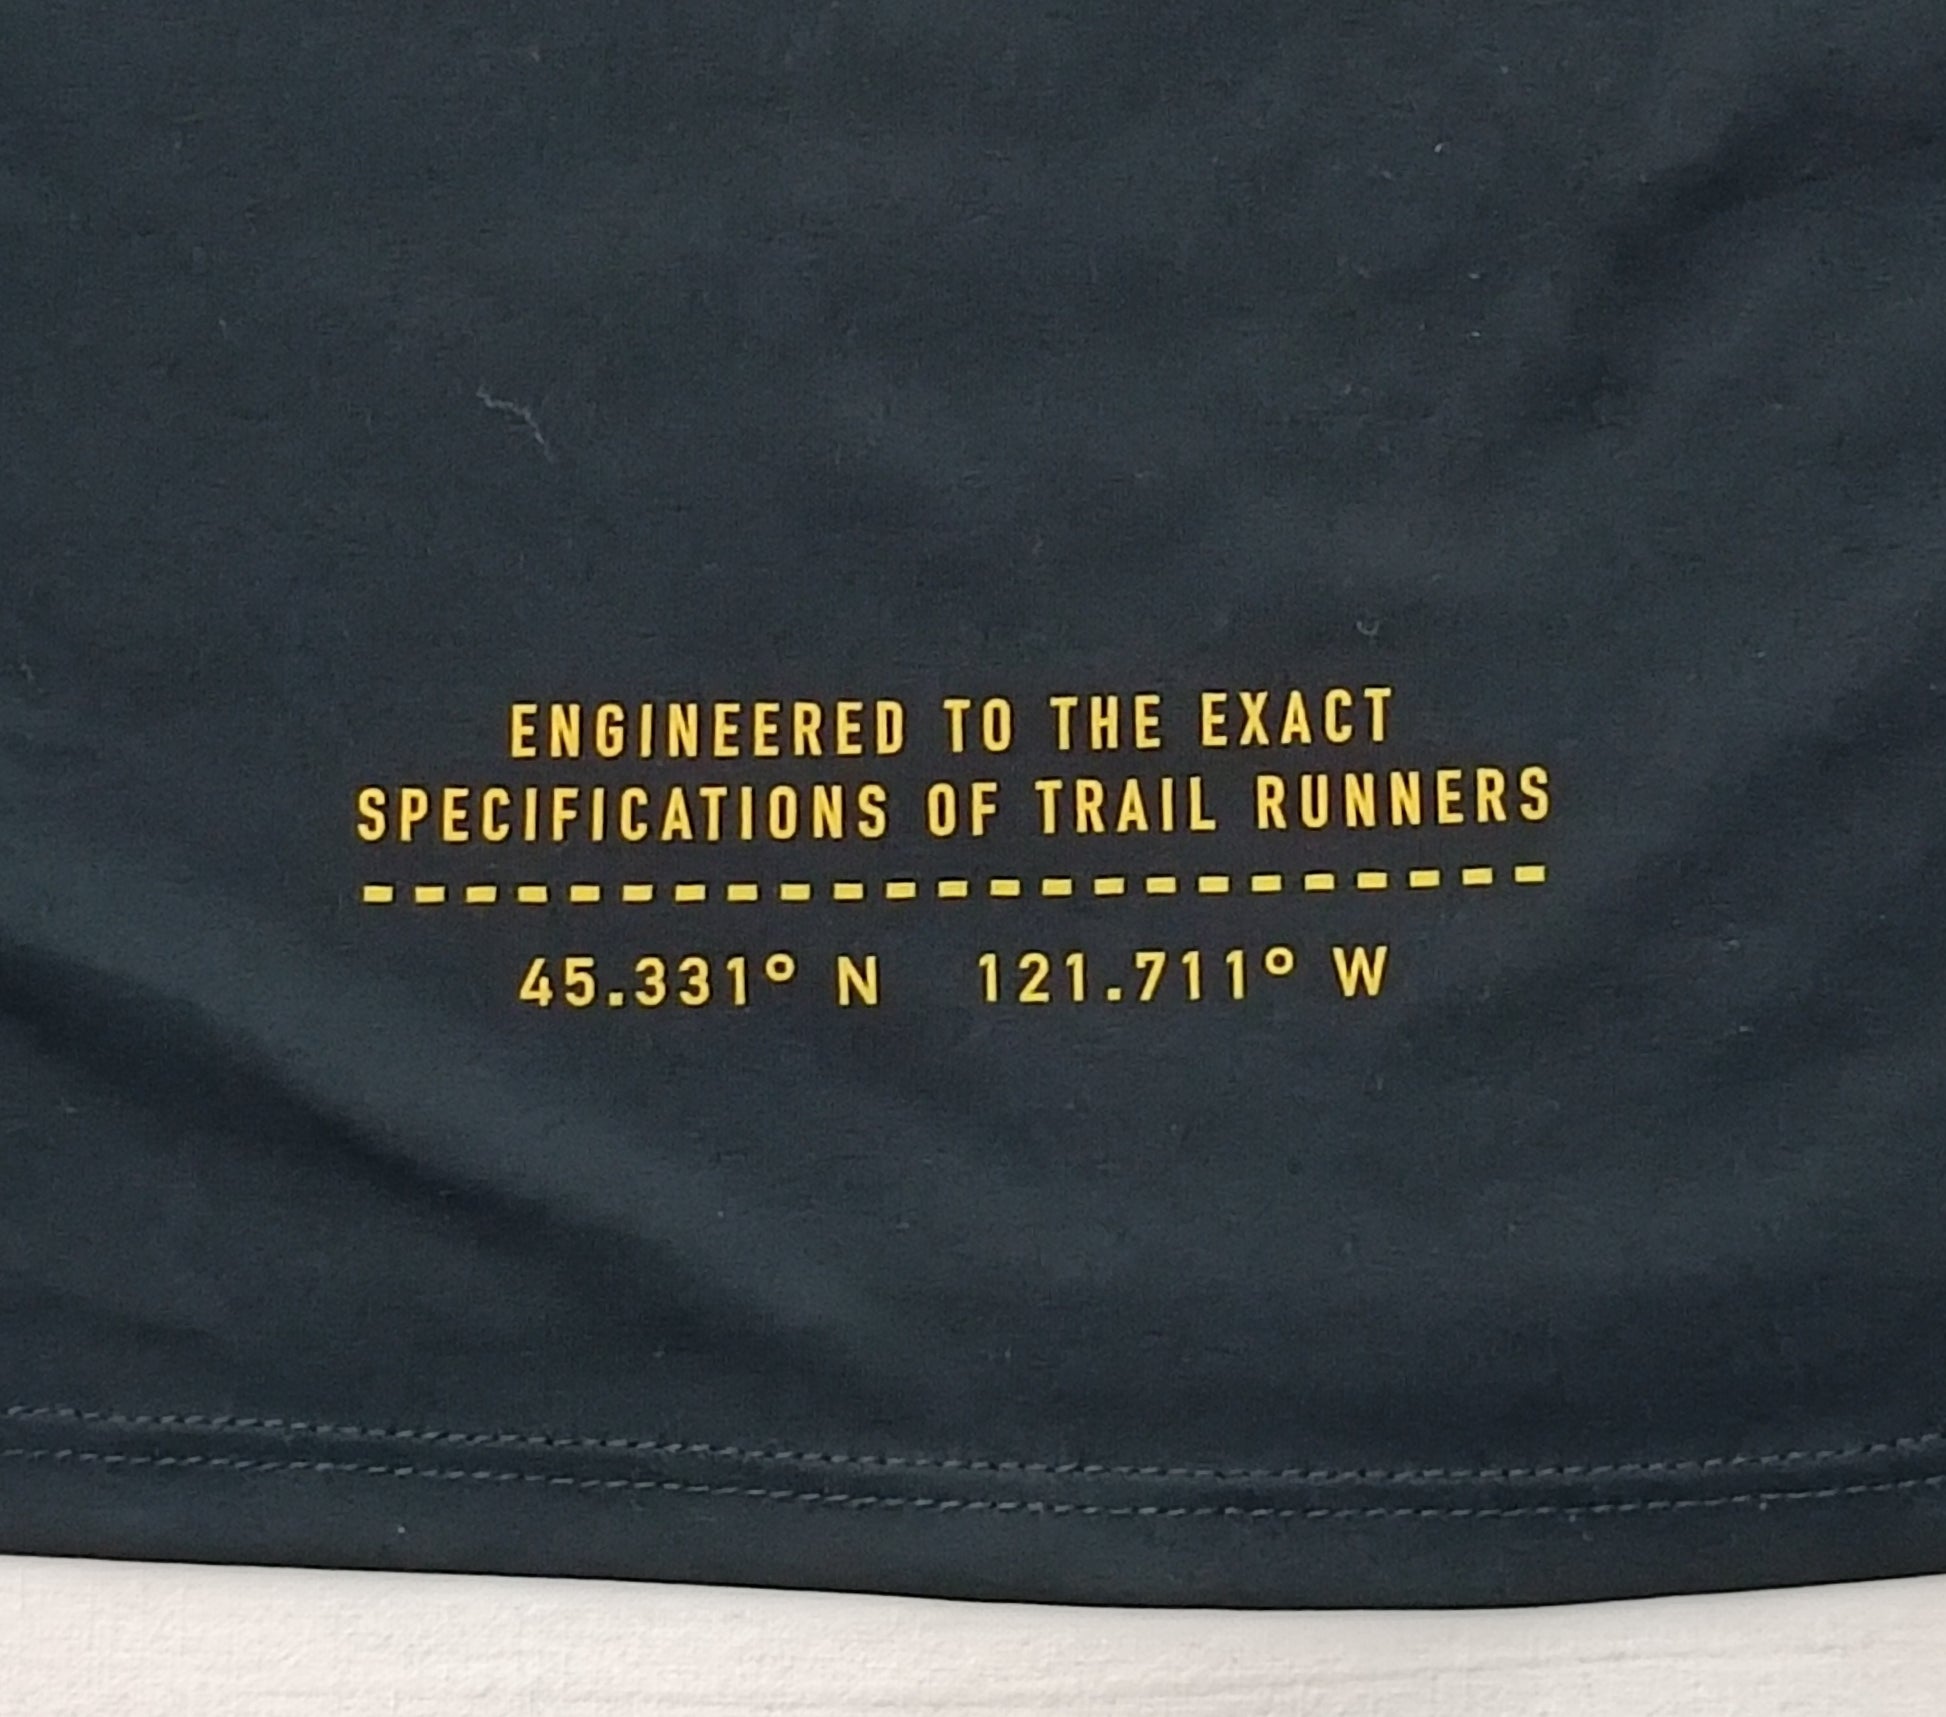 ENGINEERED TO THE EXACT
SPECIFICATIONS OF TRAIL RUNNERS
45.331° N 121.711° W